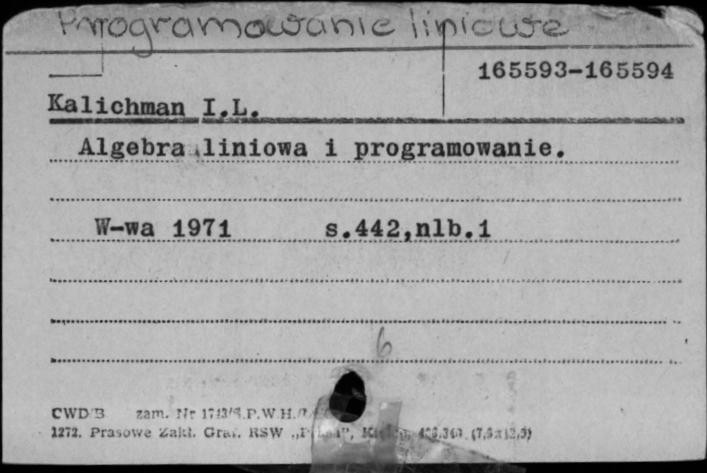 Programowanie liniowe
165593-165594
Kalichman I.L.
Algebra liniowa i programowanie.
W-wa 1971 s.442,nlb.1
6
CWD/B zam. Nr P.W.H.
1272. Prasowe Zakł. Graf. RSW